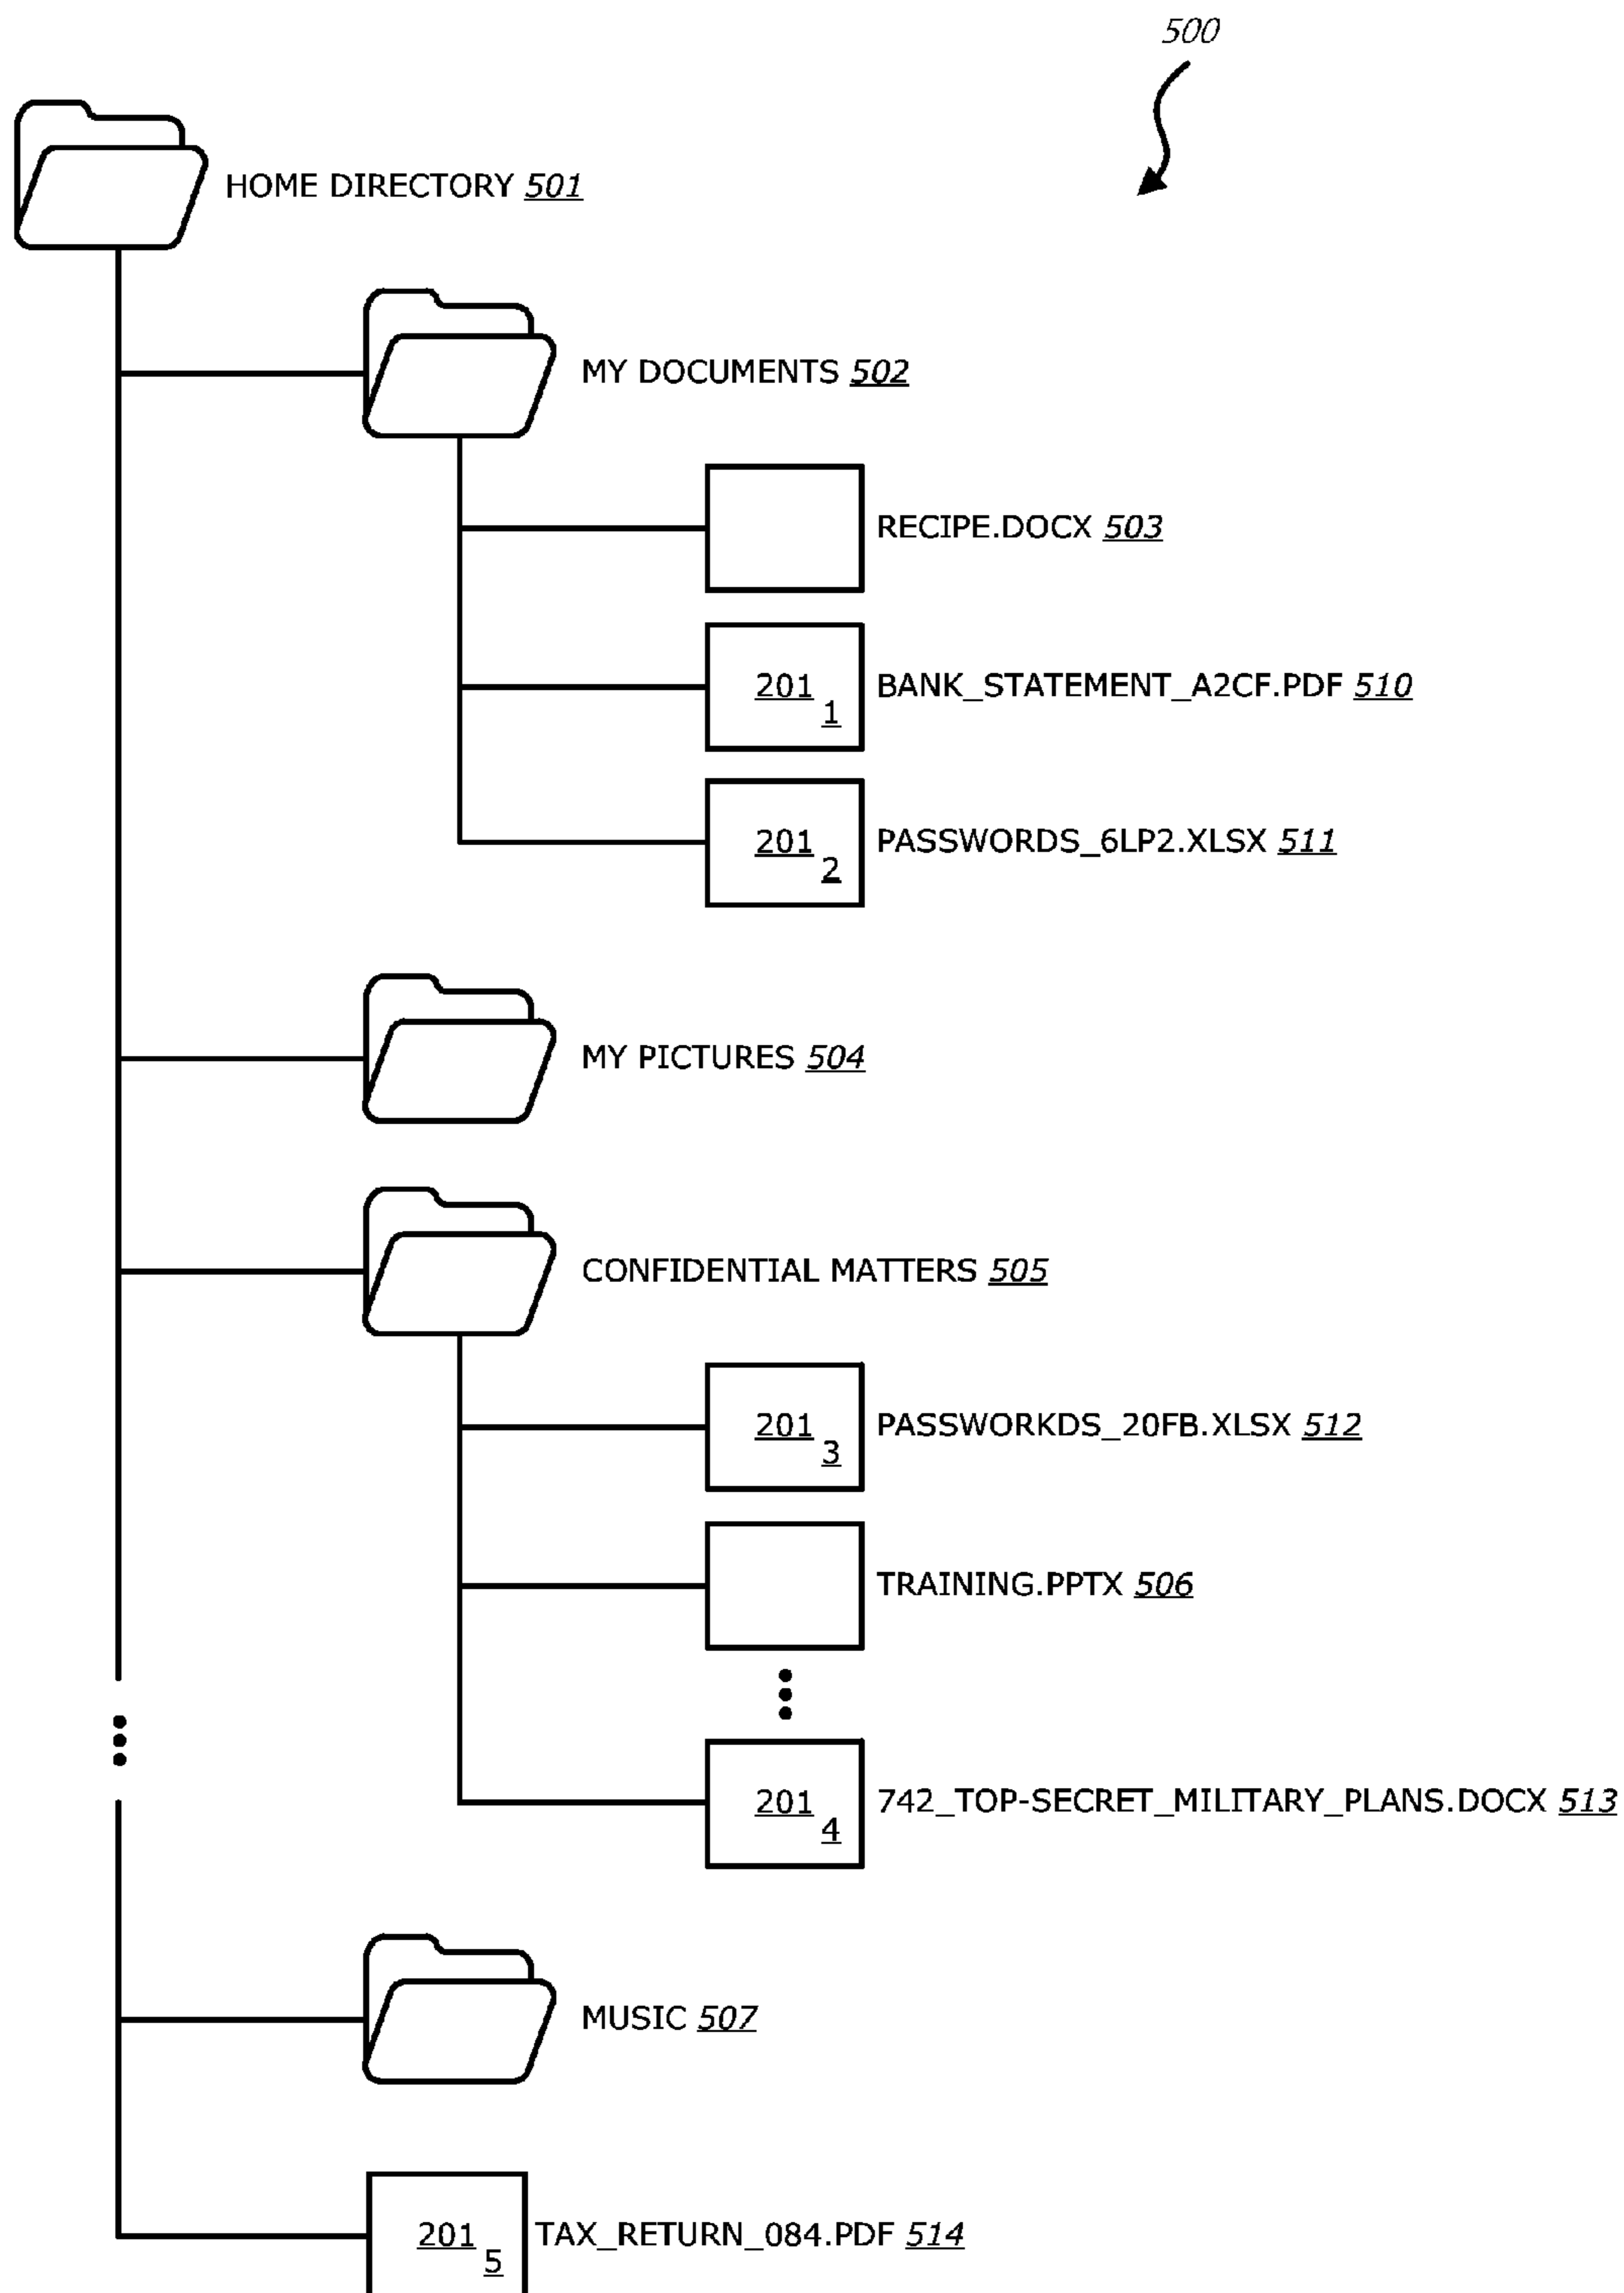 500
HOME DIRECTORY 501
MY DOCUMENTS 502
RECIPE.DOCX 503
201 1 BANK_STATEMENT_A2CF.PDF 510
201 2 PASSWORDS_6LP2.XLSX 511
MY PICTURES 504
CONFIDENTIAL MATTERS 505
201 3 PASSWORKDS_20FB.XLSX 512
TRAINING.PPTX 506
201 4 742_TOP-SECRET_MILITARY_PLANS.DOCX 513
MUSIC 507
201 5 TAX_RETURN_084.PDF 514